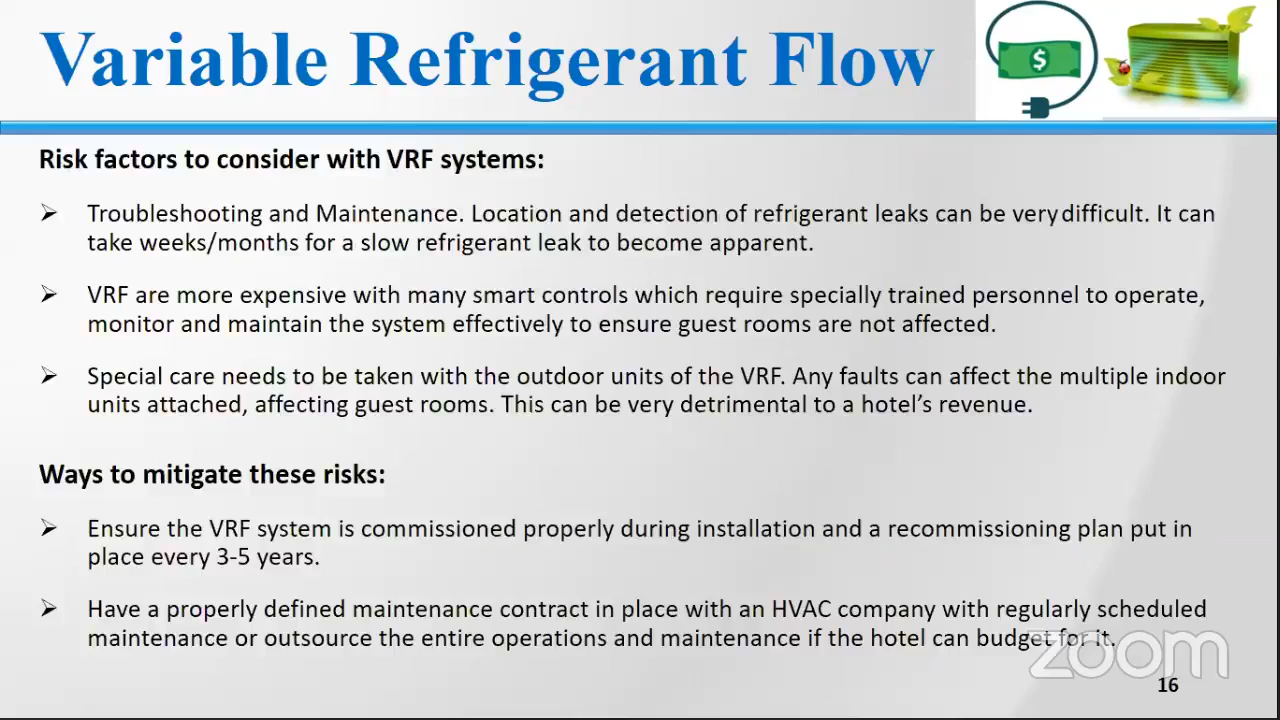 Variable Refrigerant Flow
$
Risk factors to consider with VRF systems:
➢ Troubleshooting and Maintenance. Location and detection of refrigerant leaks can be very difficult. It can
take weeks/months for a slow refrigerant leak to become apparent.
➢ VRF are more expensive with many smart controls which require specially trained personnel to operate,
monitor and maintain the system effectively to ensure guest rooms are not affected.
➢ Special care needs to be taken with the outdoor units of the VRF. Any faults can affect the multiple indoor
units attached, affecting guest rooms. This can be very detrimental to a hotel’s revenue.
Ways to mitigate these risks:
➢ Ensure the VRF system is commissioned properly during installation and a recommissioning plan put in
place every 3-5 years.
➢ Have a properly defined maintenance contract in place with an HVAC company with regularly scheduled
maintenance or outsource the entire operations and maintenance if the hotel can budget for it.
zoom
16